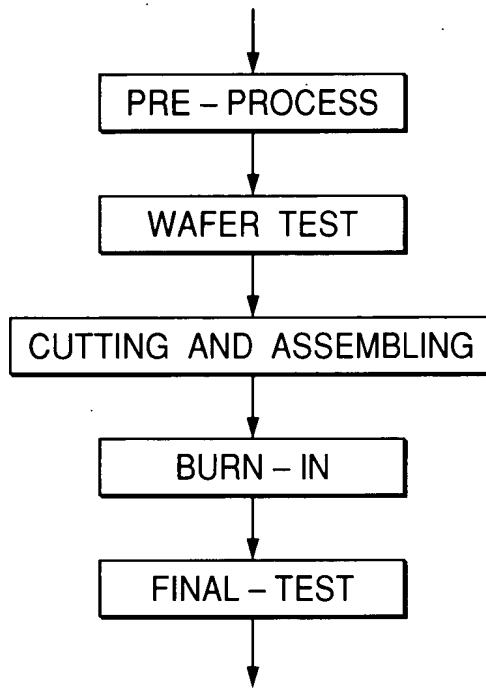 PRE – PROCESS
WAFER TEST
CUTTING AND ASSEMBLING
BURN – IN
FINAL – TEST